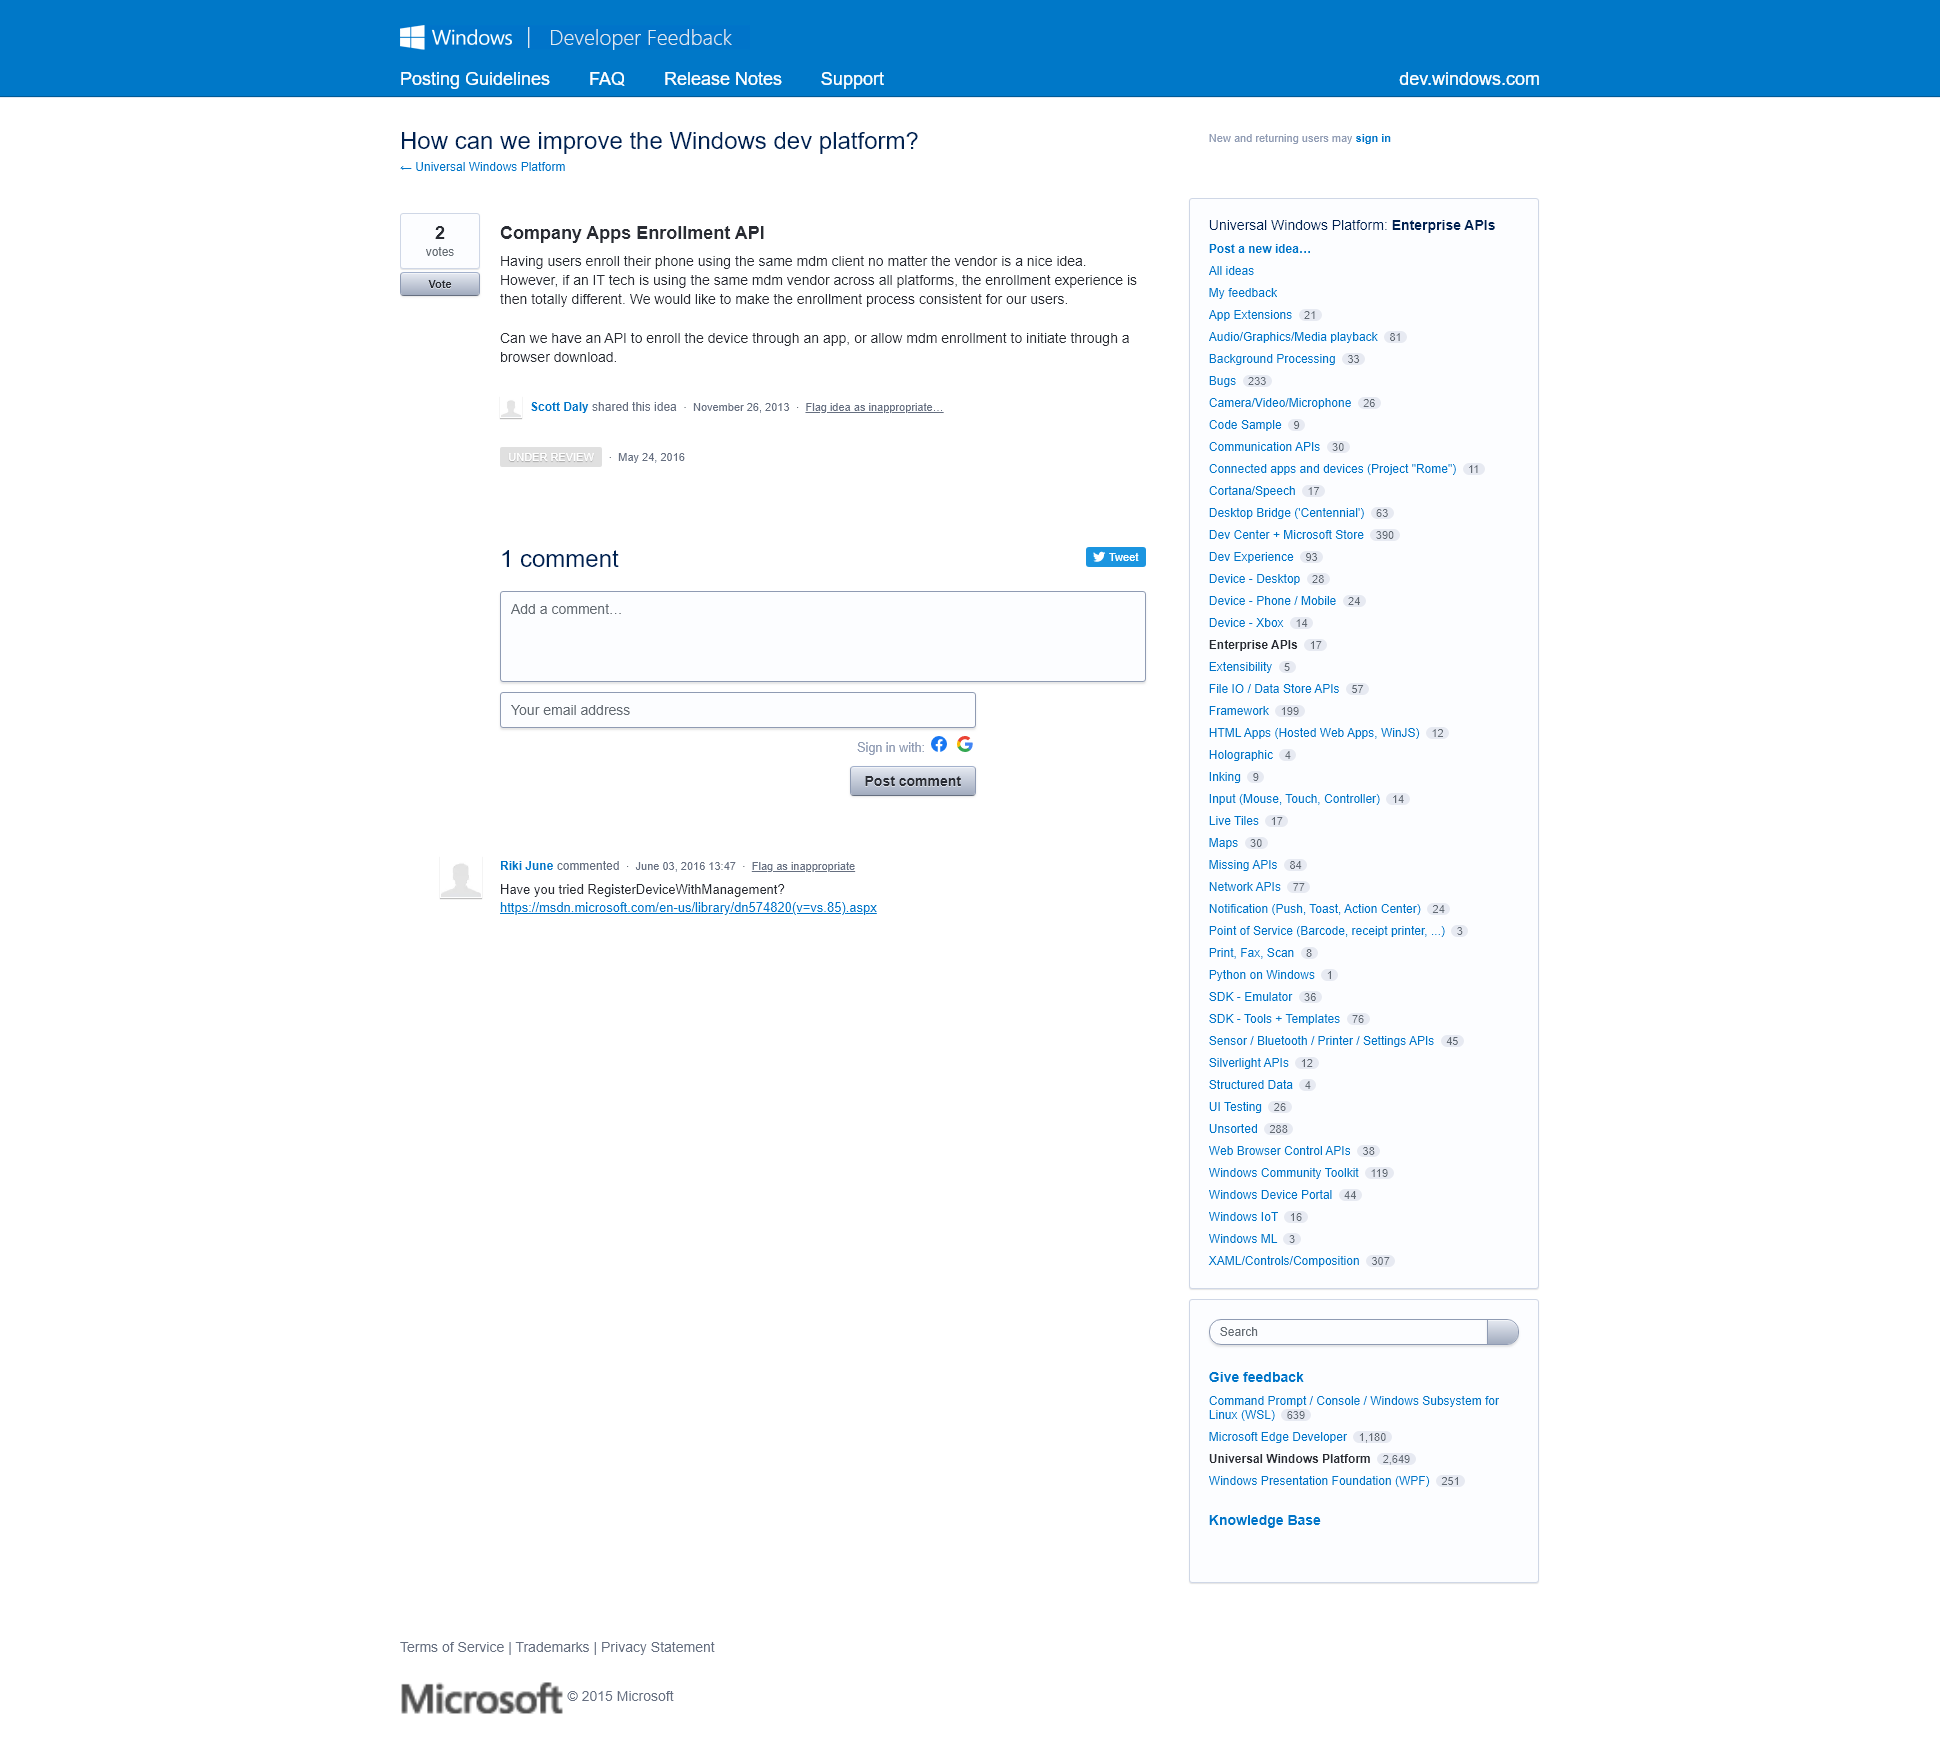 Windows | Developer Feedback
Posting Guidelines FAQ Release Notes Support dev.windows.com
How can we improve the Windows dev platform?
← Universal Windows Platform
New and returning users may sign in
2
votes
Vote
Company Apps Enrollment API
Having users enroll their phone using the same mdm client no matter the vendor is a nice idea.
However, if an IT tech is using the same mdm vendor across all platforms, the enrollment experience is
then totally different. We would like to make the enrollment process consistent for our users.
Can we have an API to enroll the device through an app, or allow mdm enrollment to initiate through a
browser download.
Scott Daly shared this idea · November 26, 2013 · Flag idea as inappropriate…
UNDER REVIEW · May 24, 2016
1 comment
Tweet
Add a comment…
Your email address
Sign in with:
Post comment
Riki June commented · June 03, 2016 13:47 · Flag as inappropriate
Have you tried RegisterDeviceWithManagement?
https://msdn.microsoft.com/en-us/library/dn574820(v=vs.85).aspx
Universal Windows Platform: Enterprise APIs
Post a new idea…
All ideas
My feedback
App Extensions 21
Audio/Graphics/Media playback 81
Background Processing 33
Bugs 233
Camera/Video/Microphone 26
Code Sample 9
Communication APIs 30
Connected apps and devices (Project "Rome") 11
Cortana/Speech 17
Desktop Bridge ('Centennial') 63
Dev Center + Microsoft Store 390
Dev Experience 93
Device - Desktop 28
Device - Phone / Mobile 24
Device - Xbox 14
Enterprise APIs 17
Extensibility 5
File IO / Data Store APIs 57
Framework 199
HTML Apps (Hosted Web Apps, WinJS) 12
Holographic 4
Inking 9
Input (Mouse, Touch, Controller) 14
Live Tiles 17
Maps 30
Missing APIs 84
Network APIs 77
Notification (Push, Toast, Action Center) 24
Point of Service (Barcode, receipt printer, ...) 3
Print, Fax, Scan 8
Python on Windows 1
SDK - Emulator 36
SDK - Tools + Templates 76
Sensor / Bluetooth / Printer / Settings APIs 45
Silverlight APIs 12
Structured Data 4
UI Testing 26
Unsorted 288
Web Browser Control APIs 38
Windows Community Toolkit 119
Windows Device Portal 44
Windows IoT 16
Windows ML 3
XAML/Controls/Composition 307
Search
Give feedback
Command Prompt / Console / Windows Subsystem for
Linux (WSL) 639
Microsoft Edge Developer 1,180
Universal Windows Platform 2,649
Windows Presentation Foundation (WPF) 251
Knowledge Base
Terms of Service | Trademarks | Privacy Statement
Microsoft © 2015 Microsoft